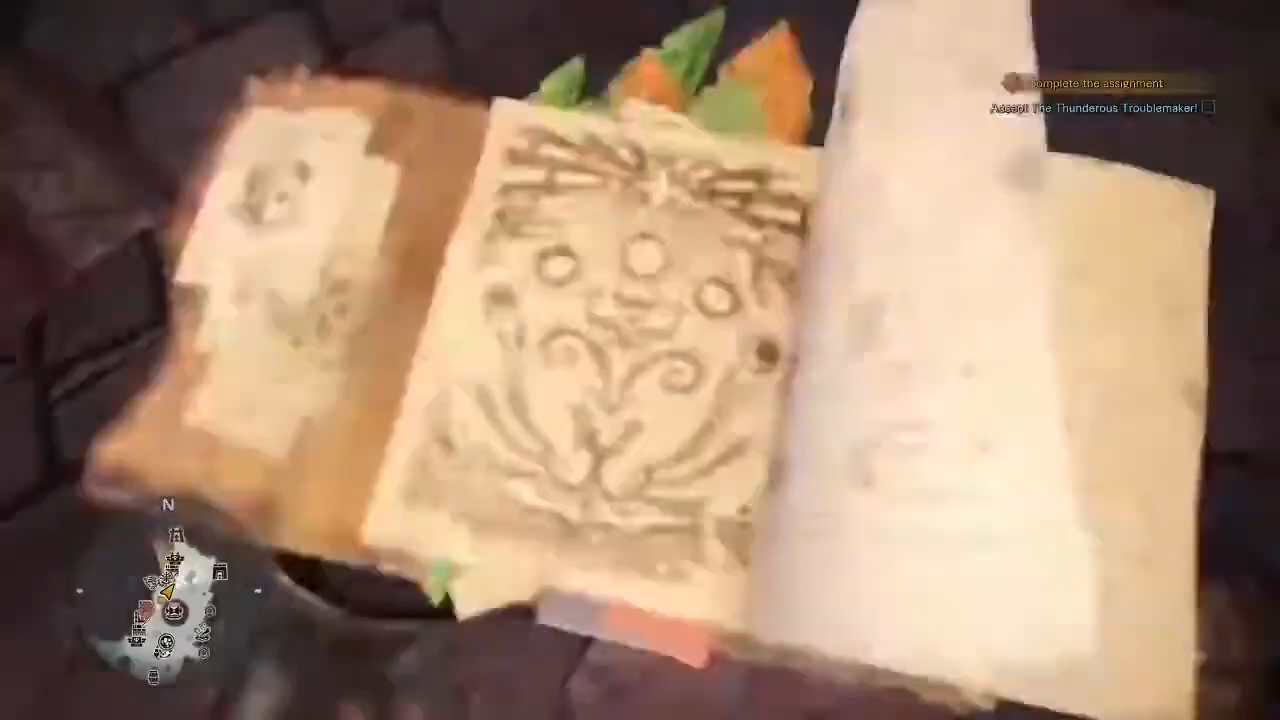 Complete the assignment
Accept The Thunderous Troublemaker!
N